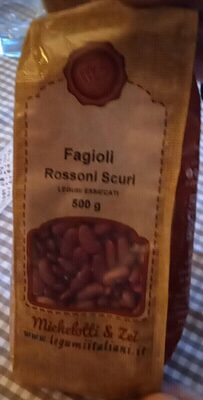 Fagioli
Rossoni Scuri
LEGUMI ESSICCATI
500 g
Michelotti & Zei
www.legumiitaliani.it